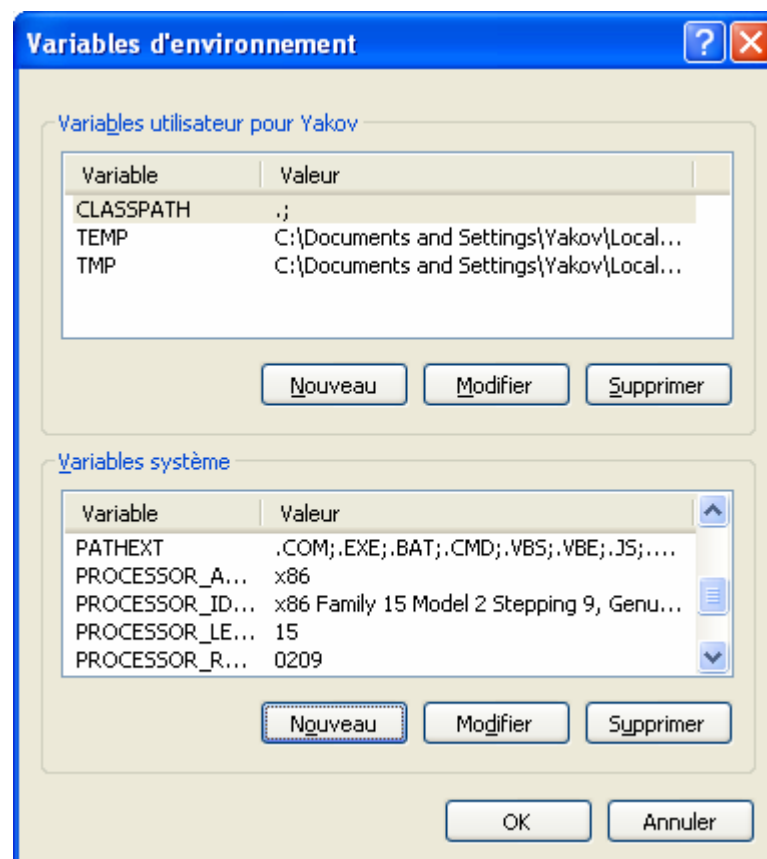 Variables d'environnement
Variables utilisateur pour Yakov
Variable Valeur
CLASSPATH .;
TEMP C:\Documents and Settings\Yakov\Local...
TMP C:\Documents and Settings\Yakov\Local...
Nouveau Modifier Supprimer
Variables système
Variable Valeur
PATHEXT .COM;.EXE;.BAT;.CMD;.VBS;.VBE;.JS;....
PROCESSOR_A... x86
PROCESSOR_ID... x86 Family 15 Model 2 Stepping 9, Genu...
PROCESSOR_LE... 15
PROCESSOR_R... 0209
Nouveau Modifier Supprimer
OK Annuler